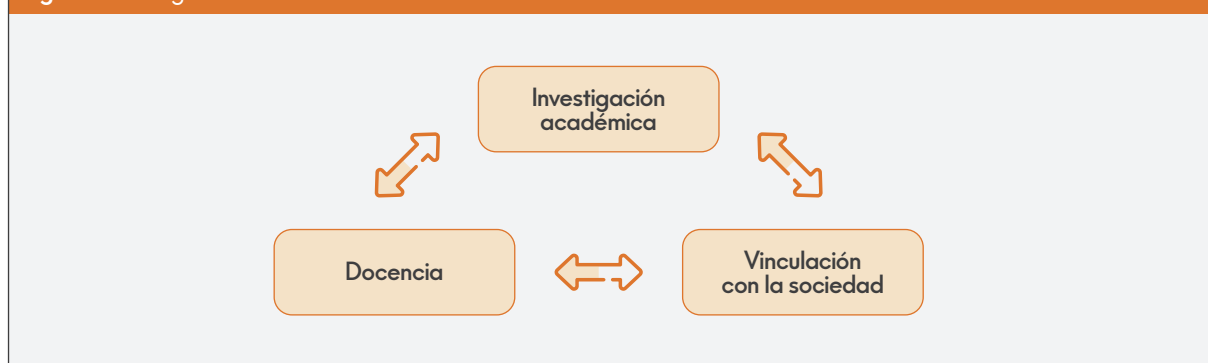 Investigación
académica
Docencia
Vinculación
con la sociedad